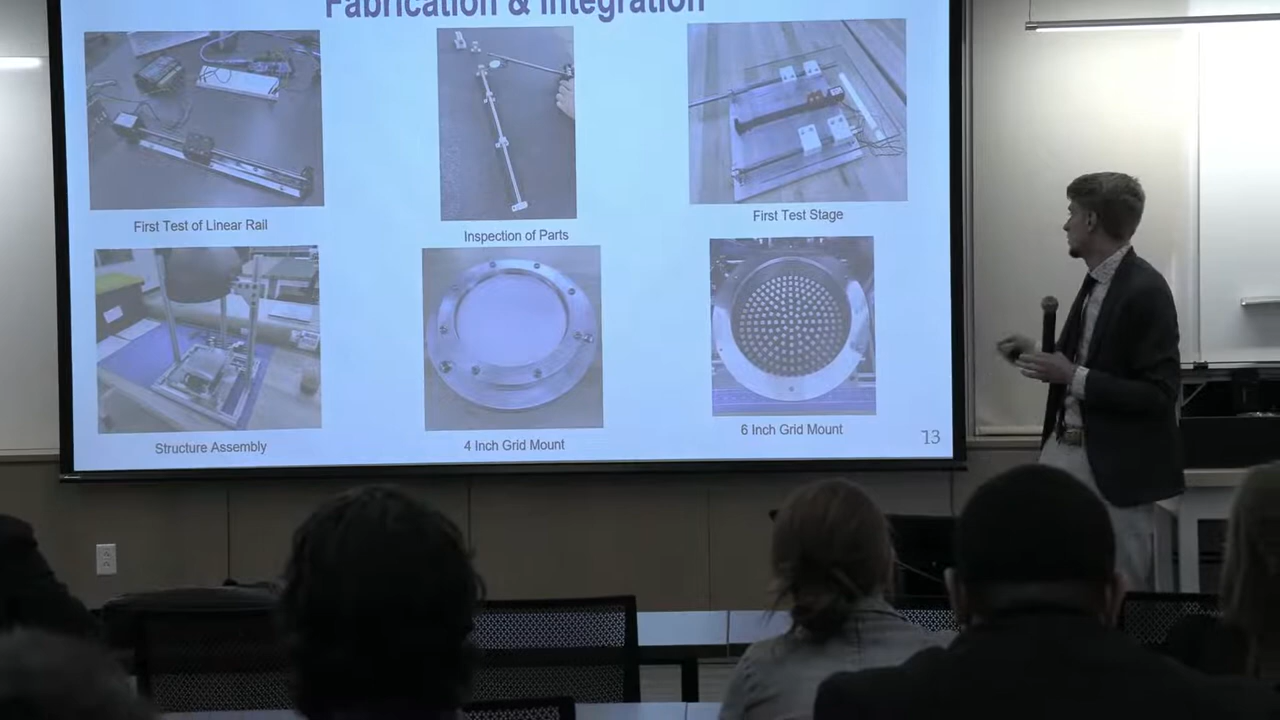 Fabrication & Integration
First Test of Linear Rail
Inspection of Parts
First Test Stage
Structure Assembly
4 Inch Grid Mount
6 Inch Grid Mount
13